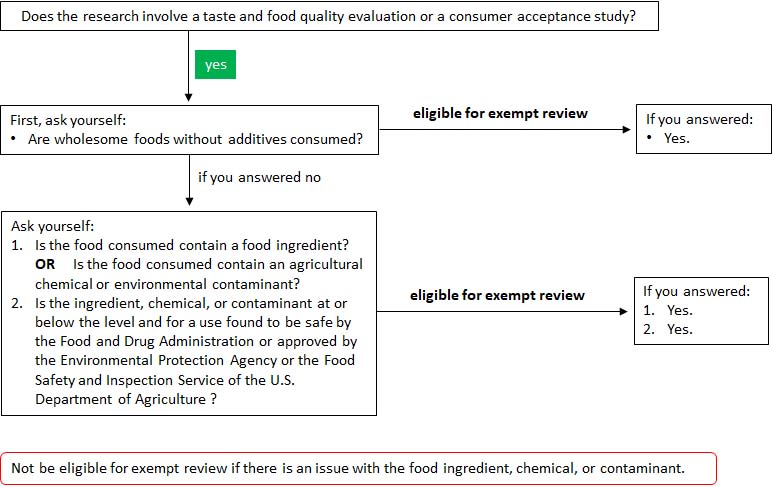 Does the research involve a taste and food quality evaluation or a consumer acceptance study?
yes
First, ask yourself:
• Are wholesome foods without additives consumed?
eligible for exempt review
If you answered:
• Yes.
if you answered no
Ask yourself:
1. Is the food consumed contain a food ingredient?
OR Is the food consumed contain an agricultural
chemical or environmental contaminant?
2. Is the ingredient, chemical, or contaminant at or
below the level and for a use found to be safe by
the Food and Drug Administration or approved by
the Environmental Protection Agency or the Food
Safety and Inspection Service of the U.S.
Department of Agriculture ?
eligible for exempt review
If you answered:
1. Yes.
2. Yes.
Not be eligible for exempt review if there is an issue with the food ingredient, chemical, or contaminant.